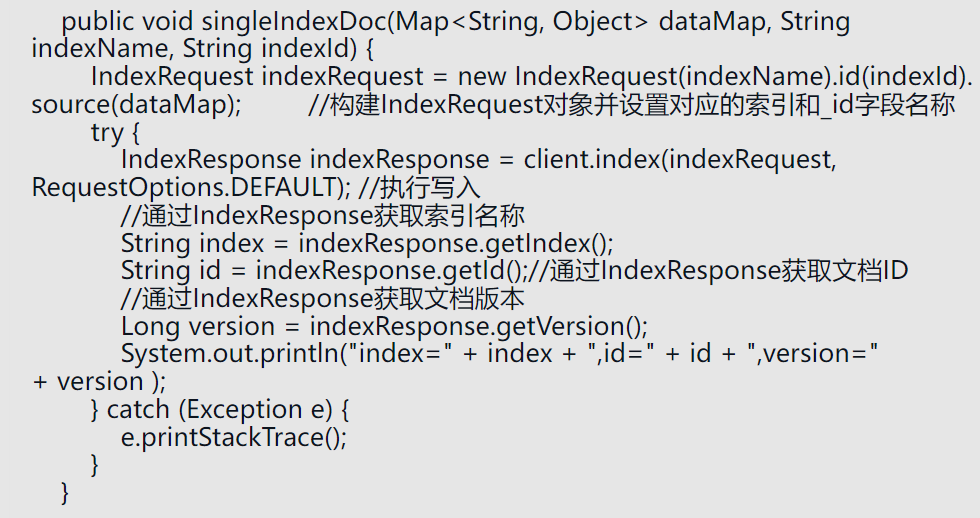 public void singleIndexDoc(Map<String, Object> dataMap, String
indexName, String indexId) {
IndexRequest indexRequest = new IndexRequest(indexName).id(indexId).
source(dataMap); //构建IndexRequest对象并设置对应的索引和_id字段名称
try {
IndexResponse indexResponse = client.index(indexRequest,
RequestOptions.DEFAULT); //执行写入
//通过IndexResponse获取索引名称
String index = indexResponse.getIndex();
String id = indexResponse.getId();//通过IndexResponse获取文档ID
//通过IndexResponse获取文档版本
Long version = indexResponse.getVersion();
System.out.println("index=" + index + ",id=" + id + ",version="
+ version );
} catch (Exception e) {
e.printStackTrace();
}
}